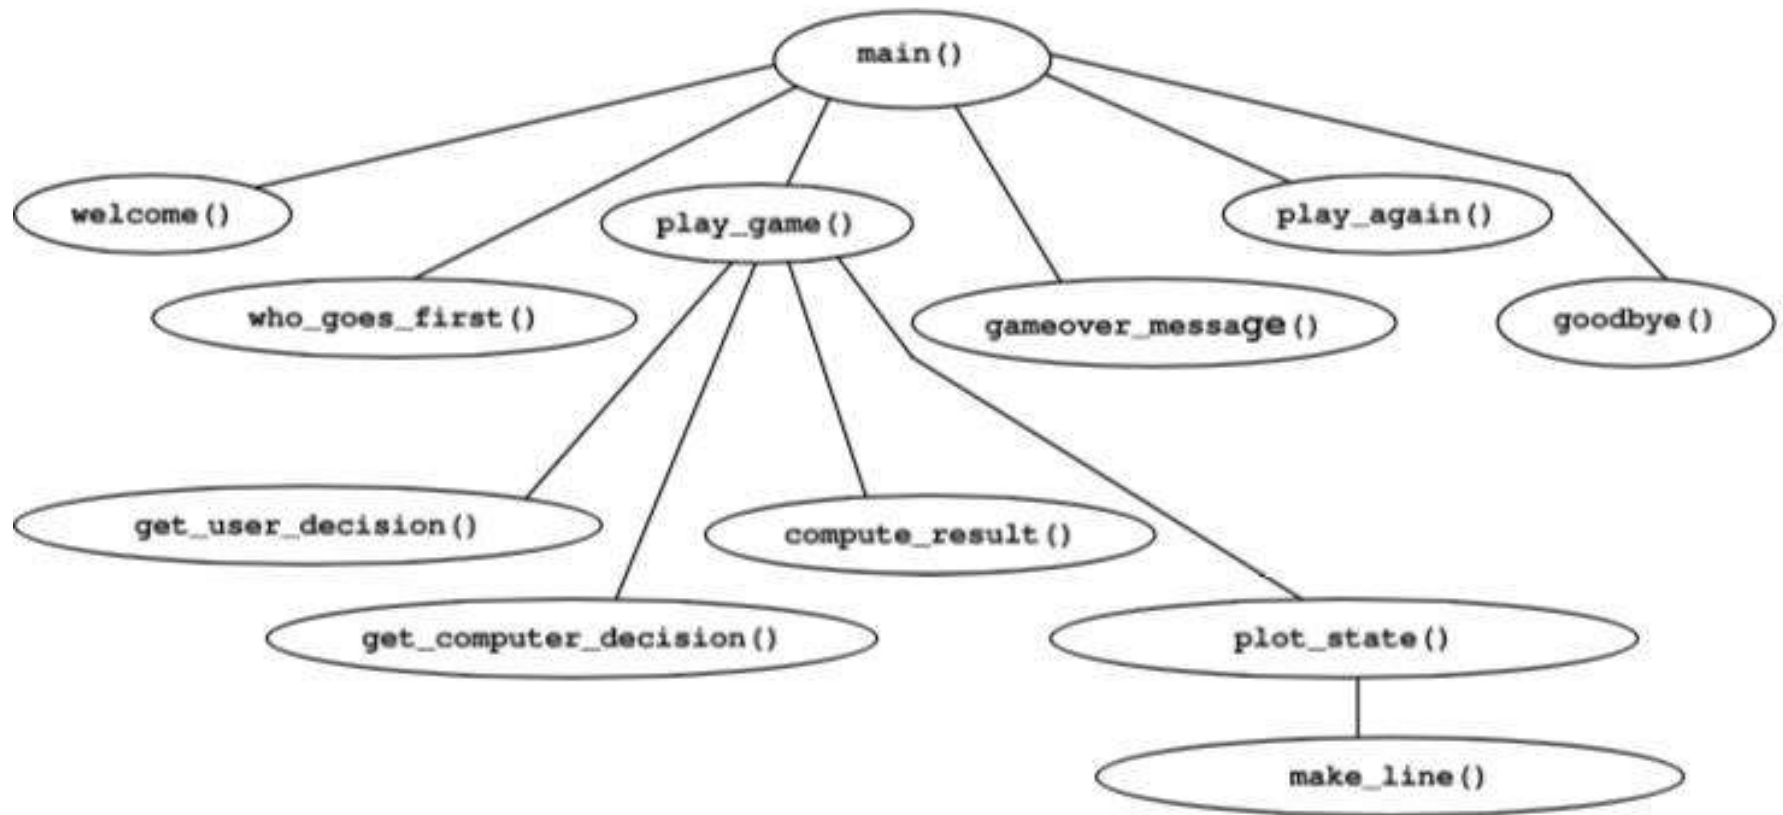 main()
welcome()
play_game()
play_again()
who_goes_first()
gameover_message()
goodbye()
get_user_decision()
compute_result()
get_computer_decision()
plot_state()
make_line()